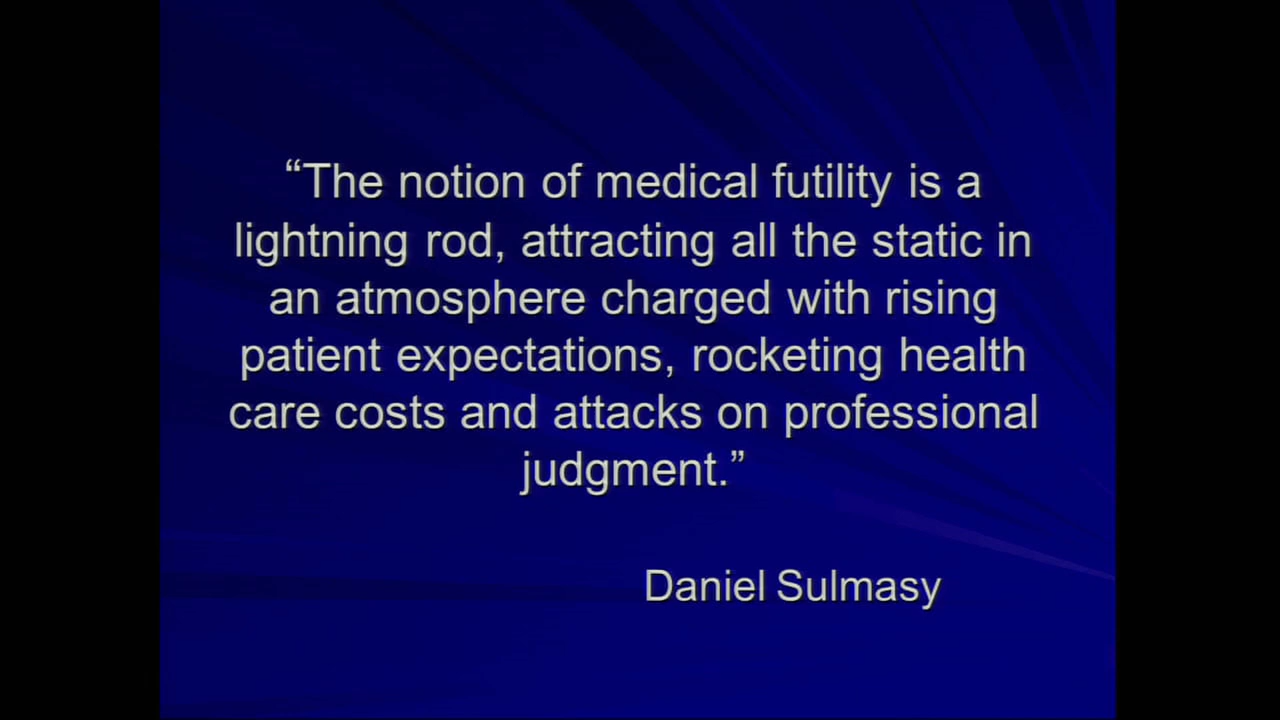 “The notion of medical futility is a
lightning rod, attracting all the static in
an atmosphere charged with rising
patient expectations, rocketing health
care costs and attacks on professional
judgment.”
Daniel Sulmasy